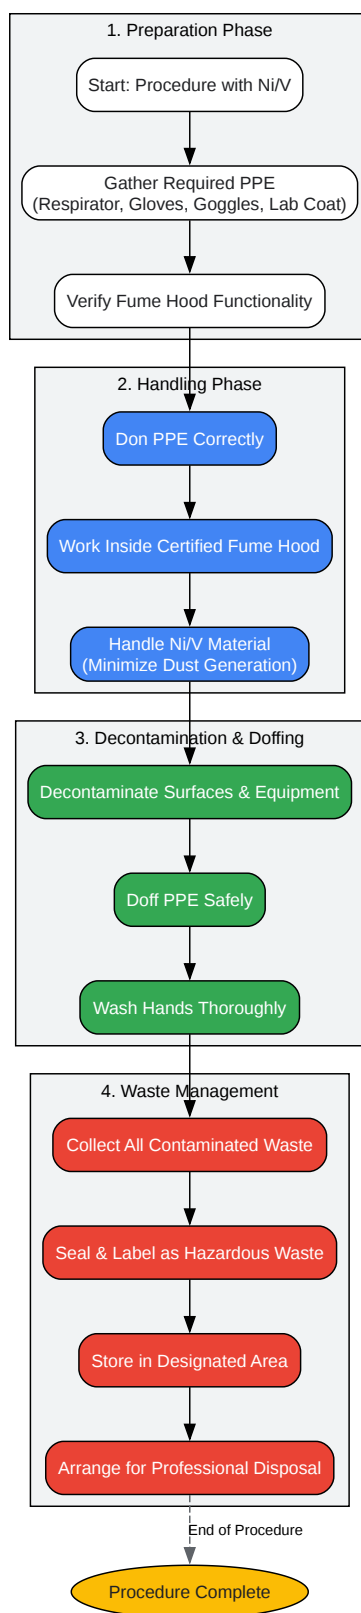 1. Preparation Phase
Start: Procedure with Ni/V
Gather Required PPE
(Respirator, Gloves, Goggles, Lab Coat)
Verify Fume Hood Functionality
2. Handling Phase
Don PPE Correctly
Work Inside Certified Fume Hood
Handle Ni/V Material
(Minimize Dust Generation)
3. Decontamination & Doffing
Decontaminate Surfaces & Equipment
Doff PPE Safely
Wash Hands Thoroughly
4. Waste Management
Collect All Contaminated Waste
Seal & Label as Hazardous Waste
Store in Designated Area
Arrange for Professional Disposal
End of Procedure
Procedure Complete